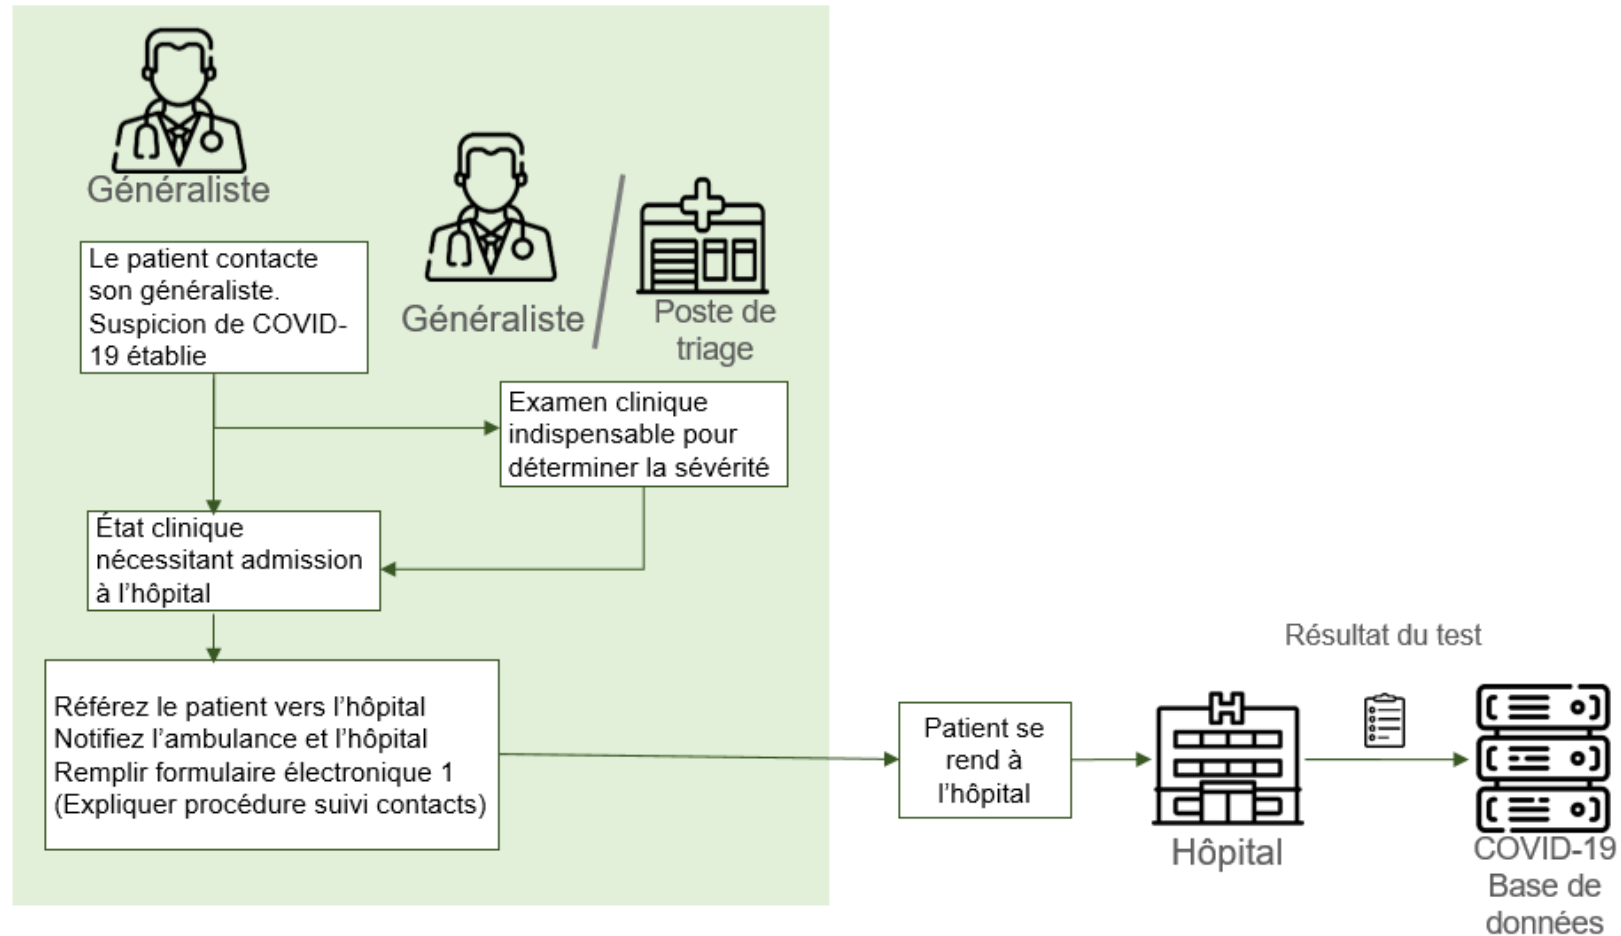 Généraliste
Le patient contacte
son généraliste.
Suspicion de COVID-
19 établie
Généraliste
Poste de
triage
Examen clinique
indispensable pour
déterminer la sévérité
État clinique
nécessitant admission
à l'hôpital
Référez le patient vers l'hôpital
Notifiez l'ambulance et l'hôpital
Remplir formulaire électronique 1
(Expliquer procédure suivi contacts)
Patient se
rend à
l'hôpital
H
Hôpital
Résultat du test
COVID-19
Base de
données